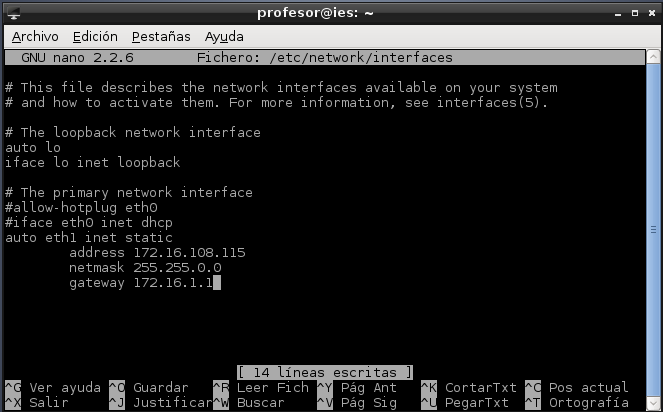 profesor@ies: ~
Archivo Edición Pestañas Ayuda
GNU nano 2.2.6 Fichero: /etc/network/interfaces
# This file describes the network interfaces available on your system
# and how to activate them. For more information, see interfaces(5).
# The loopback network interface
auto lo
iface lo inet loopback
# The primary network interface
#allow-hotplug eth0
#iface eth0 inet dhcp
auto eth1 inet static
address 172.16.108.115
netmask 255.255.0.0
gateway 172.16.1.1
[ 14 líneas escritas ]
^G Ver ayuda ^O Guardar ^R Leer Fich ^Y Pág Ant ^K CortarTxt ^C Pos actual
^X Salir ^J Justificar ^W Buscar ^V Pág Sig ^U PegarTxt ^T Ortografía